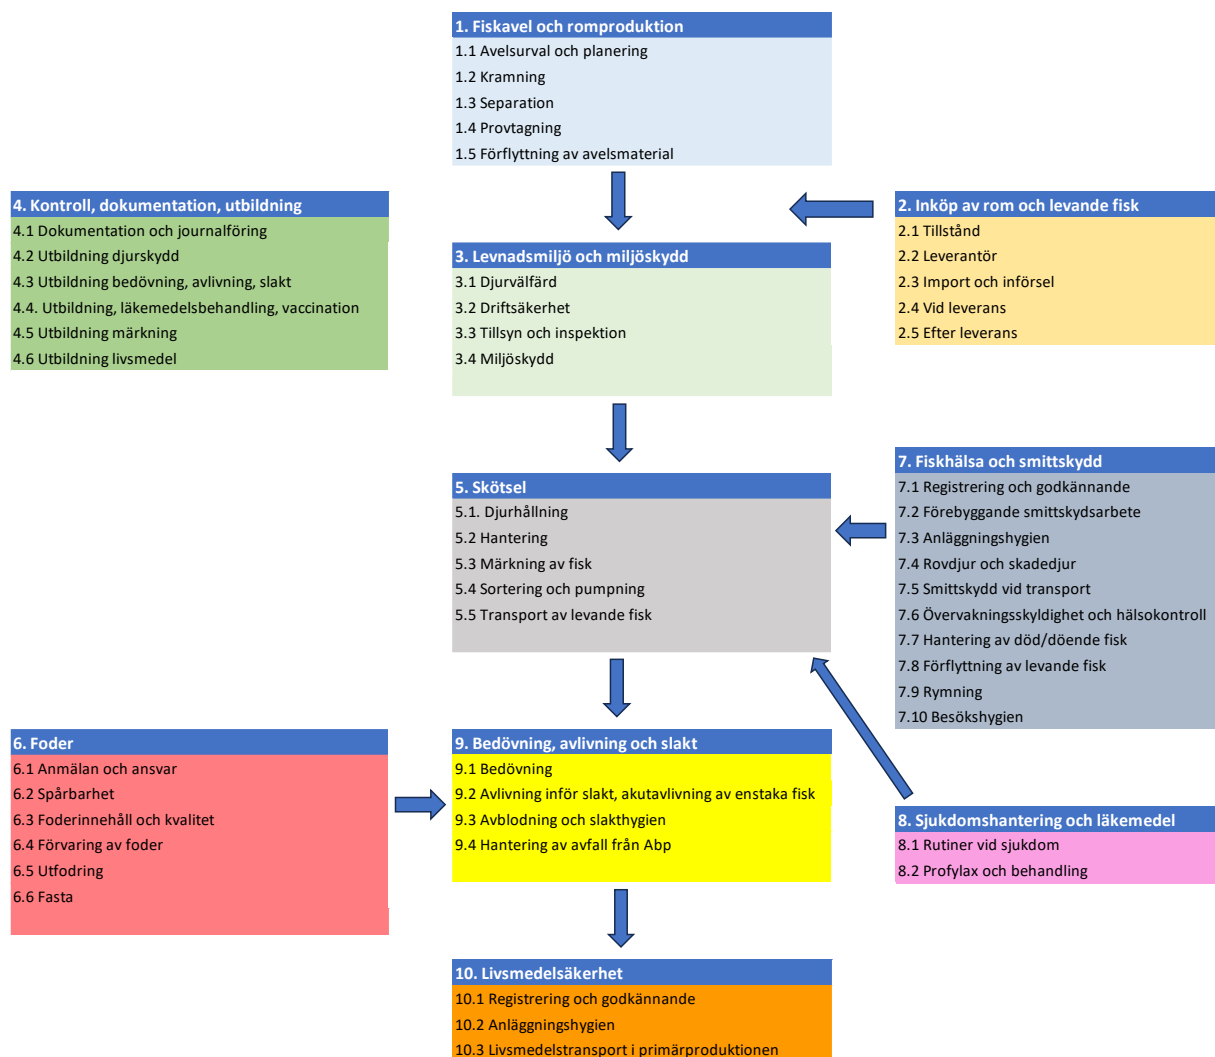 1. Fiskavel och romproduktion
1.1 Avelsurval och planering
1.2 Kramning
1.3 Separation
1.4 Provtagning
1.5 Förflyttning av avelsmaterial
4. Kontroll, dokumentation, utbildning
4.1 Dokumentation och journalföring
4.2 Utbildning djurskydd
4.3 Utbildning bedövning, avlivning, slakt
4.4. Utbildning, läkemedelsbehandling, vaccination
4.5 Utbildning märkning
4.6 Utbildning livsmedel
2. Inköp av rom och levande fisk
2.1 Tillstånd
2.2 Leverantör
2.3 Import och införsel
2.4 Vid leverans
2.5 Efter leverans
3. Levnadsmiljö och miljöskydd
3.1 Djurvälfärd
3.2 Driftsäkerhet
3.3 Tillsyn och inspektion
3.4 Miljöskydd
5. Skötsel
5.1. Djurhållning
5.2 Hantering
5.3 Märkning av fisk
5.4 Sortering och pumpning
5.5 Transport av levande fisk
7. Fiskhälsa och smittskydd
7.1 Registrering och godkännande
7.2 Förebyggande smittskydsarbete
7.3 Anläggningshygien
7.4 Rovdjur och skadedjur
7.5 Smittskydd vid transport
7.6 Övervakningsskyldighet och hälsokontroll
7.7 Hantering av död/döende fisk
7.8 Förflyttning av levande fisk
7.9 Rymning
7.10 Besökshygien
6. Foder
6.1 Anmälan och ansvar
6.2 Spårbarhet
6.3 Foderinnehåll och kvalitet
6.4 Förvaring av foder
6.5 Utfodring
6.6 Fasta
9. Bedövning, avlivning och slakt
9.1 Bedövning
9.2 Avlivning inför slakt, akutavlivning av enstaka fisk
9.3 Avblodning och slakthygien
9.4 Hantering av avfall från Abp
8. Sjukdomshantering och läkemedel
8.1 Rutiner vid sjukdom
8.2 Profylax och behandling
10. Livsmedelsäkerhet
10.1 Registrering och godkännande
10.2 Anläggningshygien
10.3 Livsmedelstransport i primärproduktionen